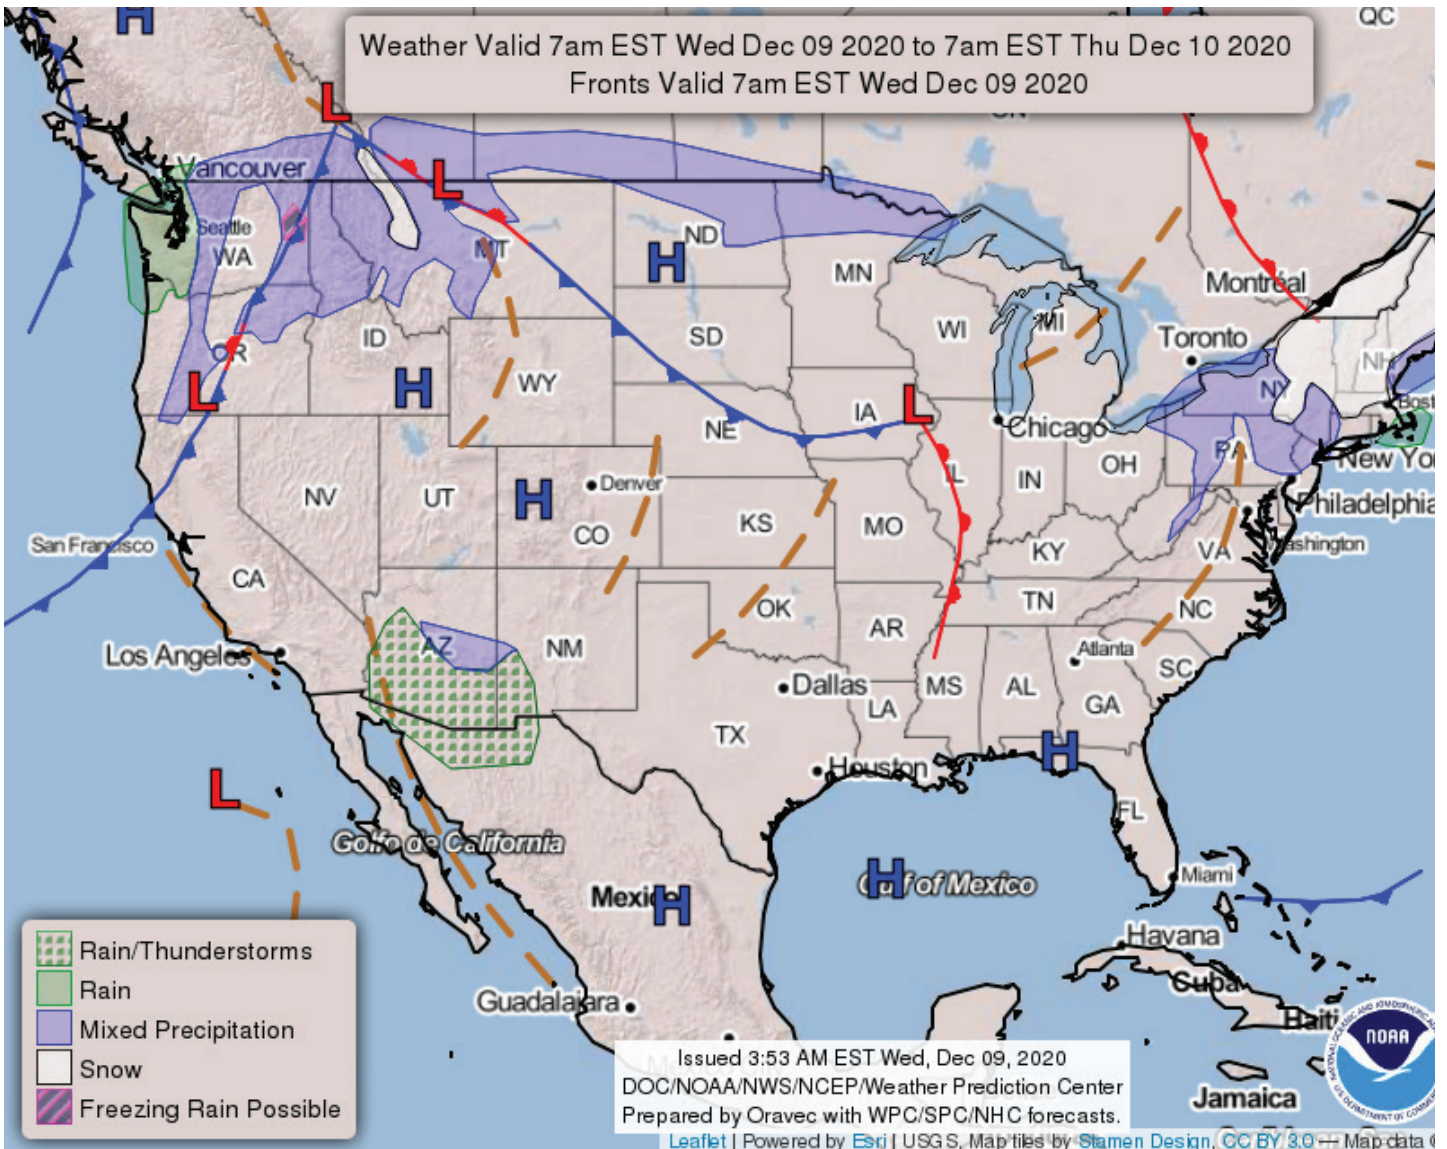 QC
H
Weather Valid 7am EST Wed Dec 09 2020 to 7am EST Thu Dec 10 2020
Fronts Valid 7am EST Wed Dec 09 2020
L
Vancouver
L
Seattle
WA
MT
ND
H
MN
Montréal
OR
ID
SD
WI
MI
Toronto
NH
WY
H
L
NE
IA
L
NY
Bost
Chicago
PA
New Yor
OH
IL
IN
NV
UT
H
Denver
CO
KS
MO
KY
VA
Philadelphia
Washington
San Francisco
CA
OK
TN
NC
AR
Los Angeles
AZ
NM
Atlanta
SC
Dallas
MS
AL
GA
LA
TX
H
Houston
L
FL
Golfo de California
Mexico
H
H
Gulf of Mexico
Miami
Havana
Cuba
Guadalajara
Haiti
NOAA
Jamaica
Mexico City
Rain/Thunderstorms
Rain
Mixed Precipitation
Snow
Freezing Rain Possible
Issued 3:53 AM EST Wed, Dec 09, 2020
DOC/NOAA/NWS/NCEP/Weather Prediction Center
Prepared by Oravec with WPC/SPC/NHC forecasts.
Leaflet | Powered by Esri | USGS, Map tiles by Stamen Design, CC BY 3.0 — Map data ©